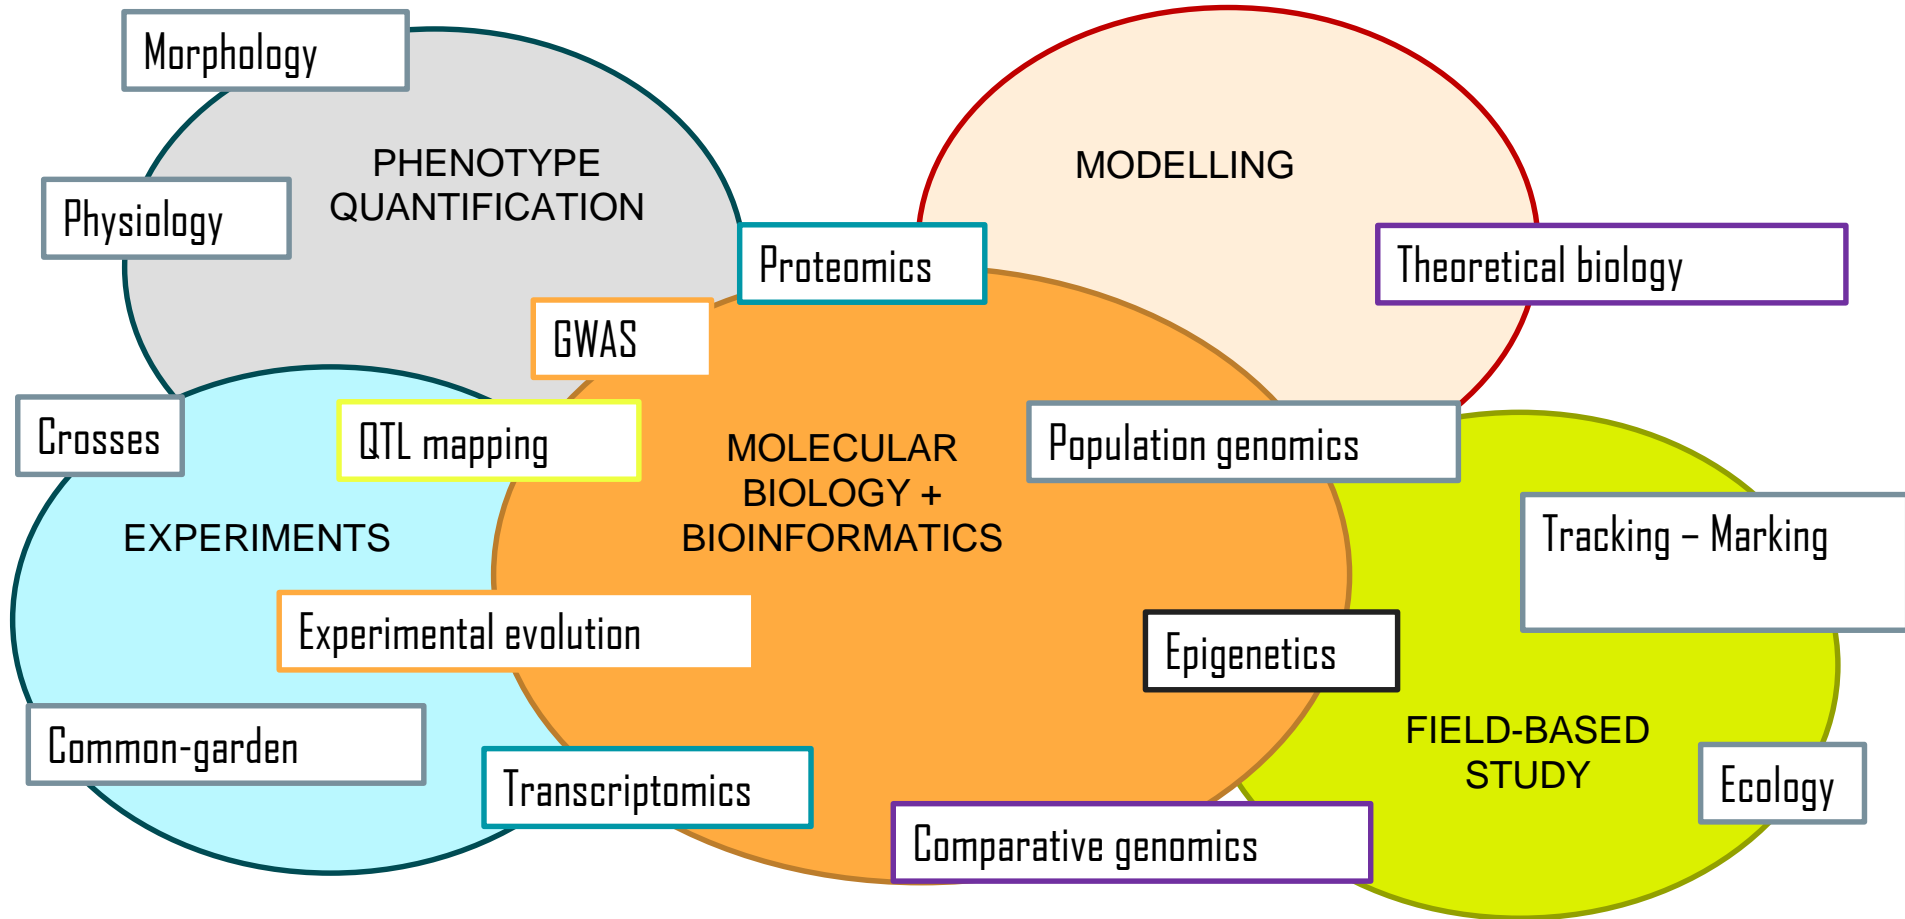 Morphology
PHENOTYPE
QUANTIFICATION
MODELLING
Physiology
Proteomics
Theoretical biology
GWAS
Crosses
QTL mapping
MOLECULAR
BIOLOGY +
BIOINFORMATICS
Population genomics
EXPERIMENTS
Tracking – Marking
Experimental evolution
Epigenetics
Common-garden
FIELD-BASED
STUDY
Transcriptomics
Ecology
Comparative genomics